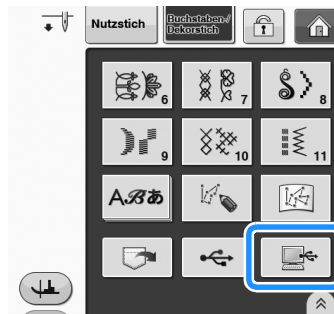 Nutzstich
Buchstaben-/
Dekorstich
6
7
8
9
10
11
Aℬあ